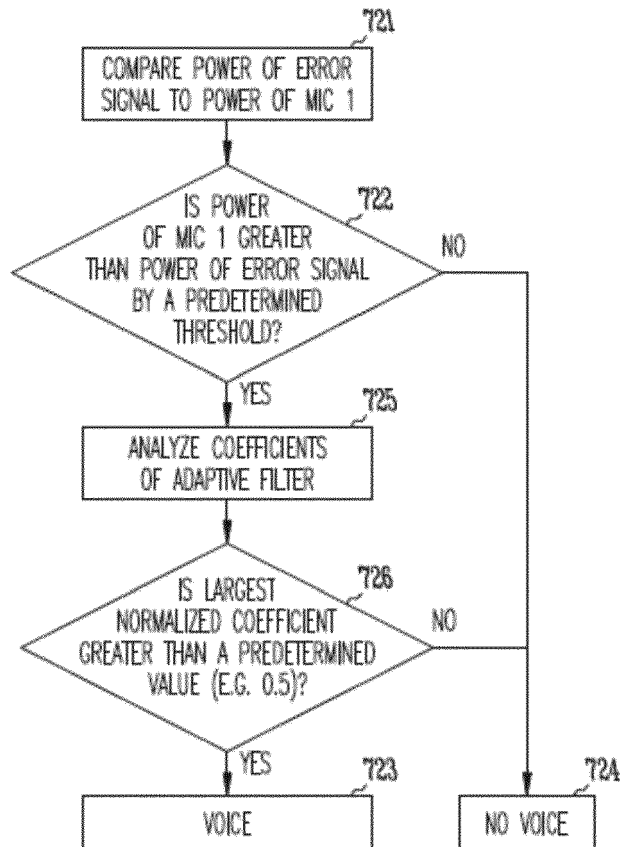 721
COMPARE POWER OF ERROR
SIGNAL TO POWER OF MIC 1
722
IS POWER
OF MIC 1 GREATER
THAN POWER OF ERROR SIGNAL
BY A PREDETERMINED
THRESHOLD?
NO
YES
725
ANALYZE COEFFICIENTS
OF ADAPTIVE FILTER
726
IS LARGEST
NORMALIZED COEFFICIENT
GREATER THAN A PREDETERMINED
VALUE (E.G. 0.5)?
NO
YES
723
VOICE
724
NO VOICE